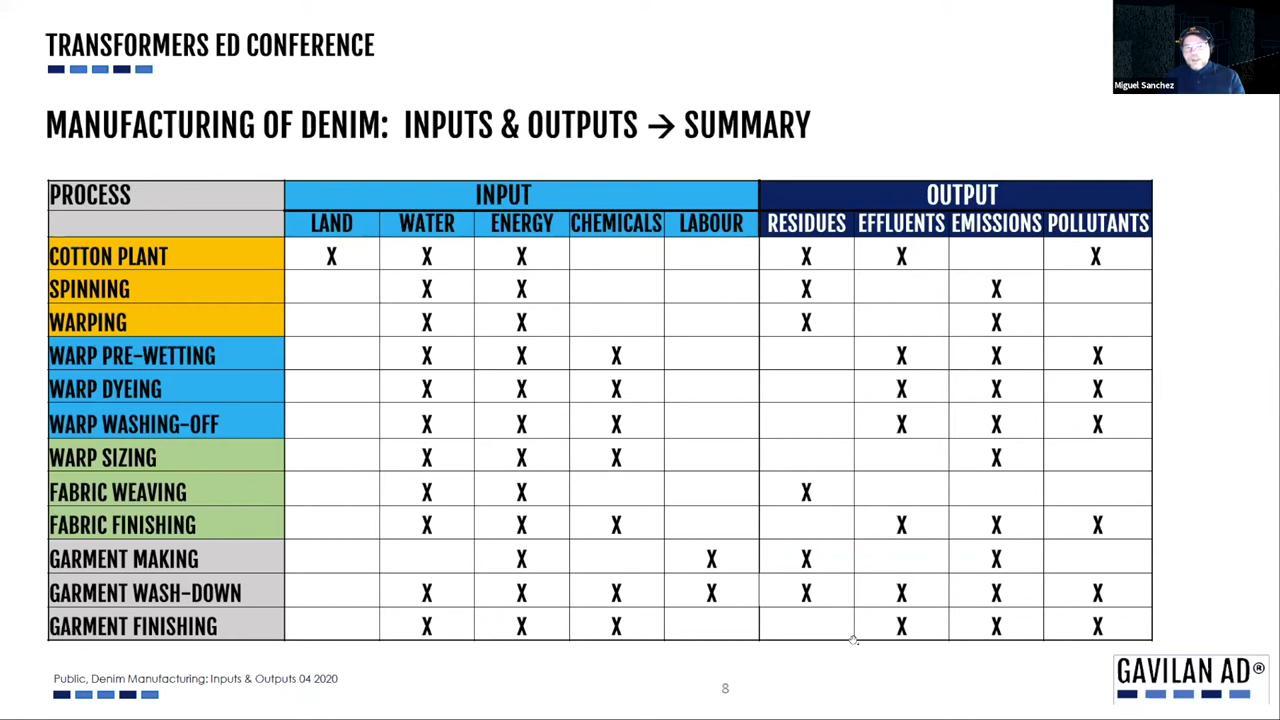 TRANSFORMERS ED CONFERENCE
Miguel Sanchez
MANUFACTURING OF DENIM: INPUTS & OUTPUTS → SUMMARY
PROCESS INPUT OUTPUT
LAND WATER ENERGY CHEMICALS LABOUR RESIDUES EFFLUENTS EMISSIONS POLLUTANTS
COTTON PLANT X X X X X X
SPINNING X X X X
WARPING X X X X
WARP PRE-WETTING X X X X X X
WARP DYEING X X X X X X
WARP WASHING-OFF X X X X X X
WARP SIZING X X X X
FABRIC WEAVING X X X
FABRIC FINISHING X X X X X X
GARMENT MAKING X X X X
GARMENT WASH-DOWN X X X X X X X X
GARMENT FINISHING X X X X X X
Public, Denim Manufacturing: Inputs & Outputs 04 2020
8
GAVILAN AD®